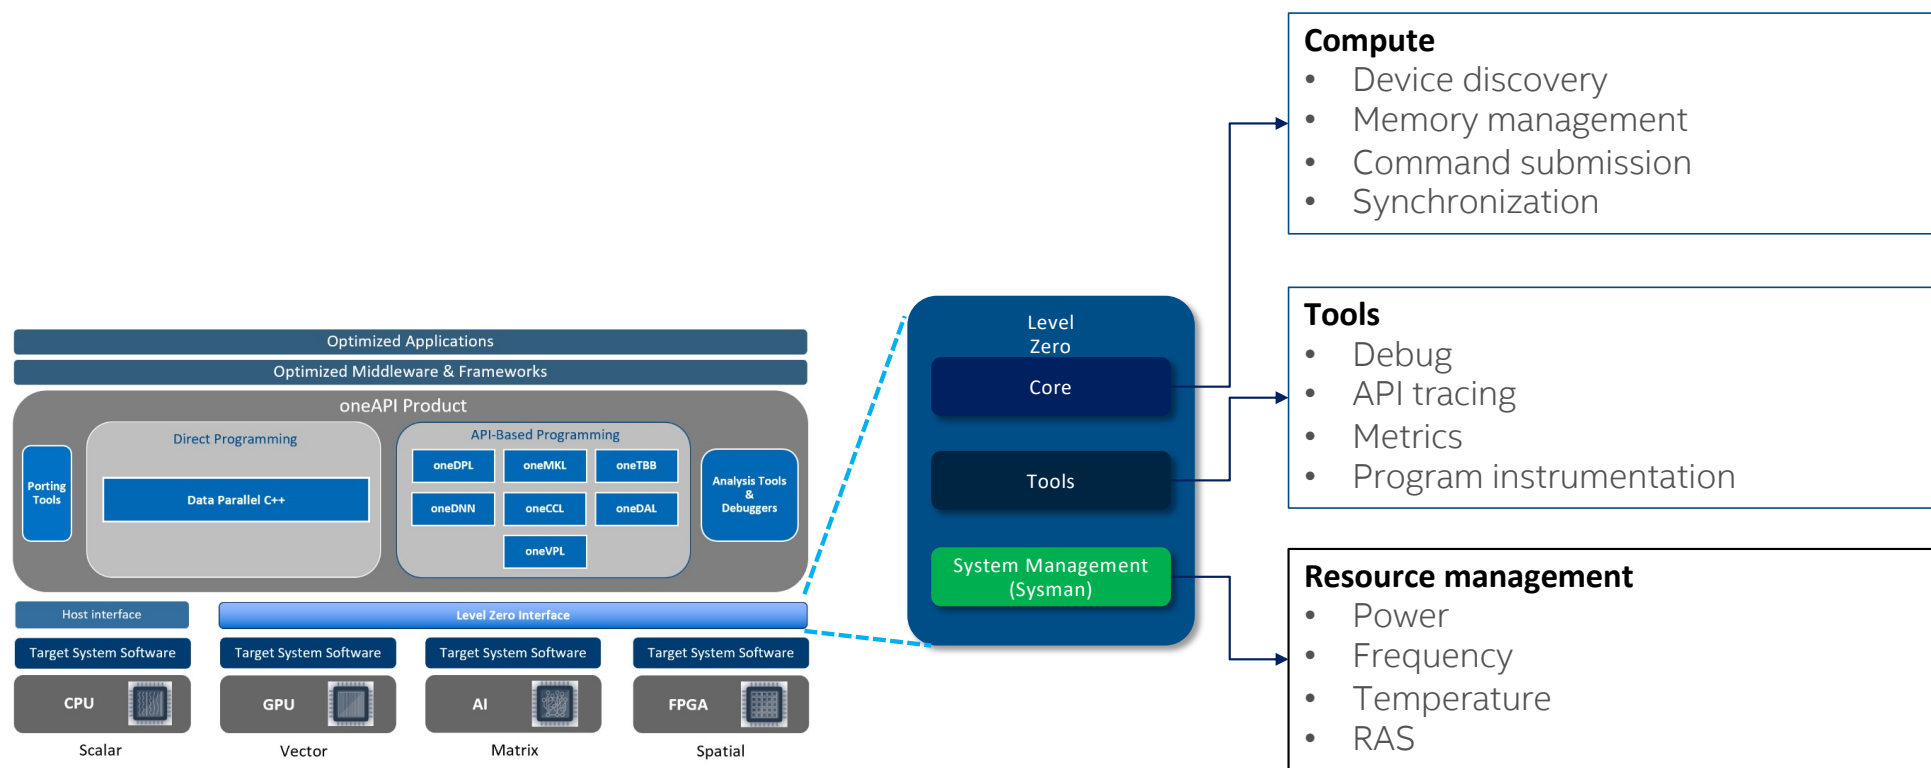 Optimized Applications
Optimized Middleware & Frameworks
oneAPI Product
Porting
Tools
Direct Programming
Data Parallel C++
API-Based Programming
oneDPL
oneMKL
oneTBB
oneDNN
oneCCL
oneDAL
oneVPL
Analysis Tools
&
Debuggers
Host interface
Level Zero Interface
Target System Software
Target System Software
Target System Software
Target System Software
CPU
GPU
AI
FPGA
Scalar
Vector
Matrix
Spatial
Level
Zero
Core
Tools
System Management
(Sysman)
Compute
• Device discovery
• Memory management
• Command submission
• Synchronization
Tools
• Debug
• API tracing
• Metrics
• Program instrumentation
Resource management
• Power
• Frequency
• Temperature
• RAS